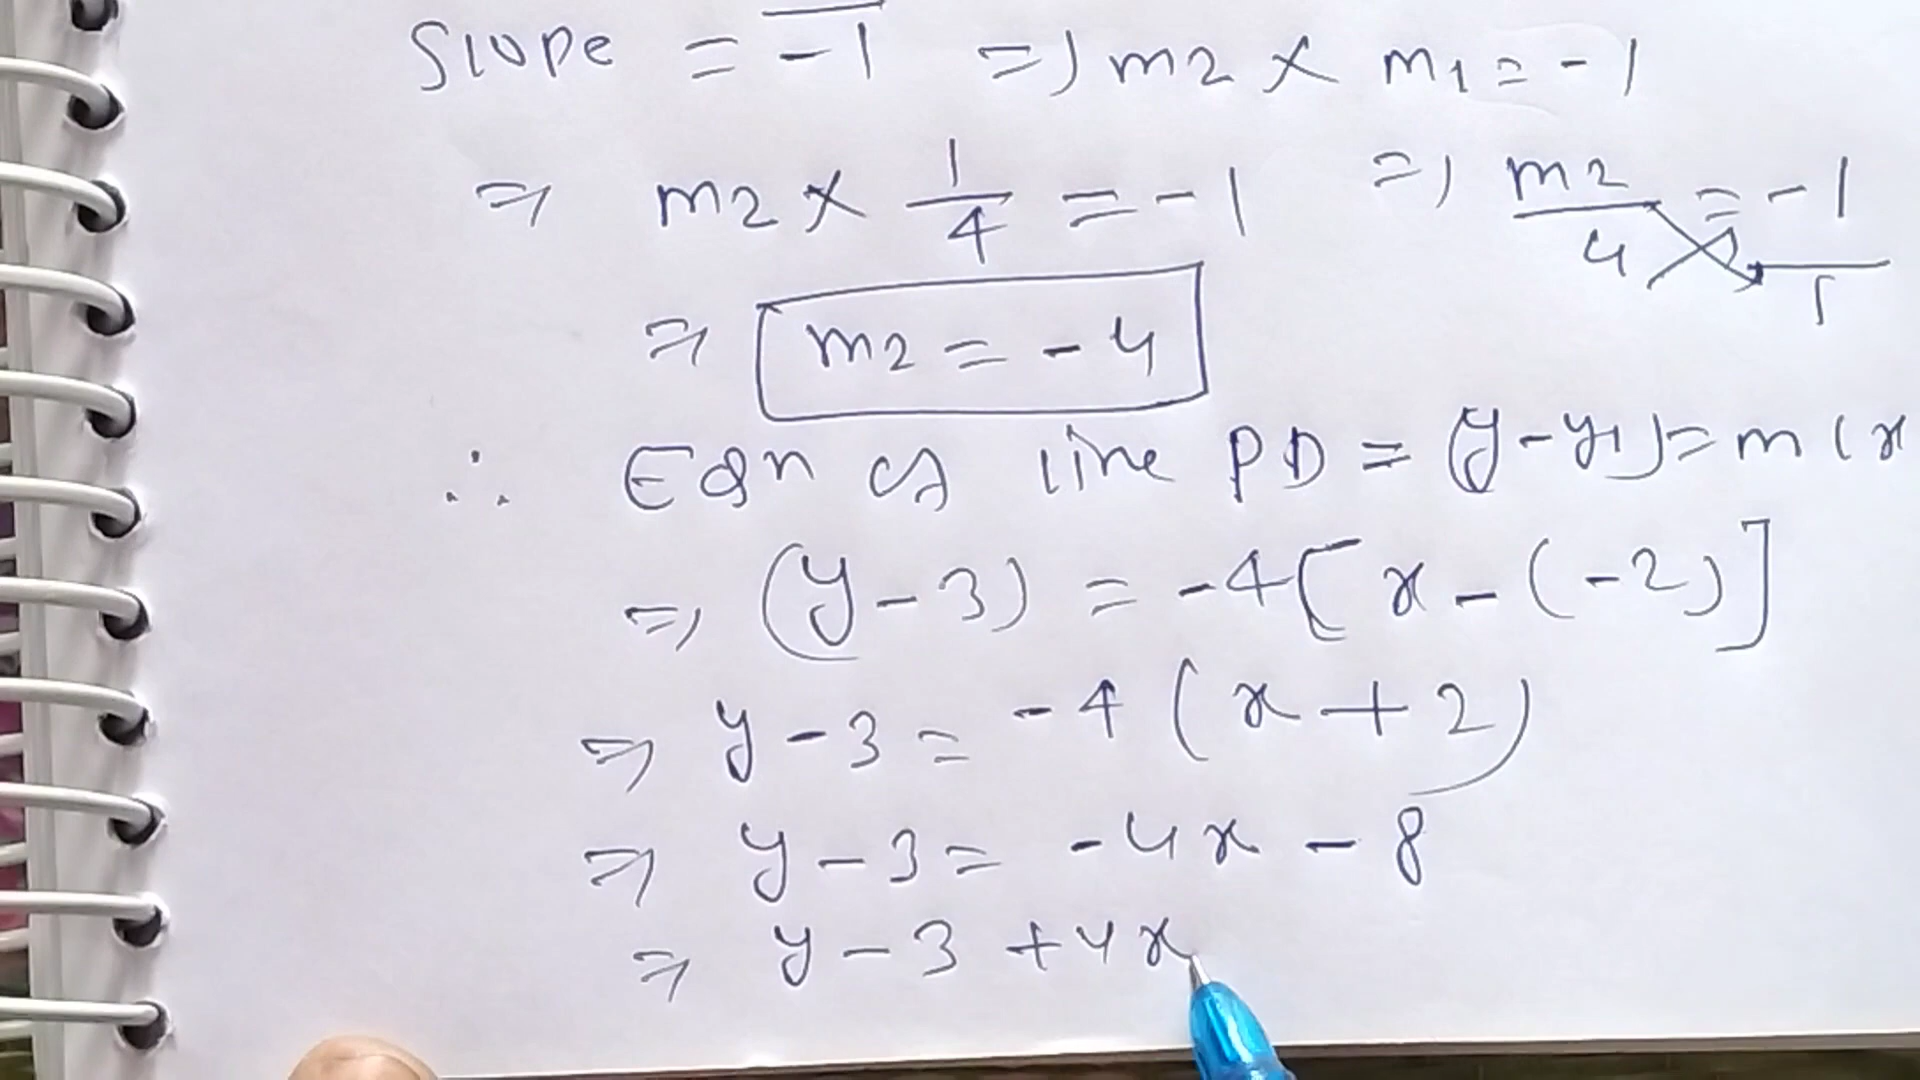 Slope = -1 => m2 × m1 = -1
=> m2 × 1/4 = -1 => m2/4 = -1/1
=> m2 = -4
∴ Eqn of line PD = (y-y1) = m(x
=> (y-3) = -4[x-(-2)]
=> y-3 = -4(x+2)
=> y-3 = -4x - 8
=> y-3+4x